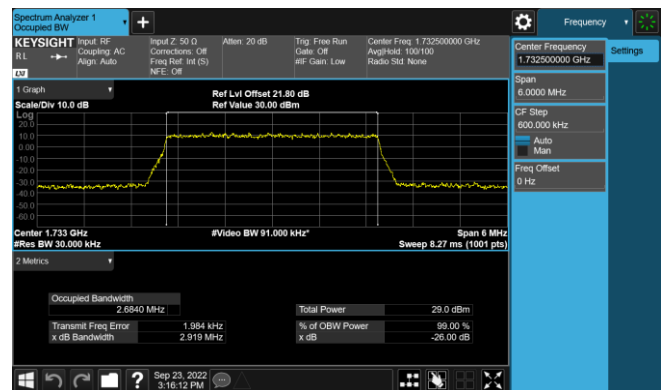 Spectrum Analyzer 1
Occupied BW
Frequency
KEYSIGHT
RL
Input: RF
Coupling: AC
Align: Auto
Input Z: 50 Ω
Corrections: Off
Freq Ref: Int (S)
NFE: Off
Atten: 20 dB
Trig: Free Run
Gate: Off
#IF Gain: Low
Center Freq: 1.732500000 GHz
Avg|Hold: 100/100
Radio Std: None
LXI
Center Frequency
1.732500000 GHz
Settings
Span
6.0000 MHz
CF Step
600.000 kHz
Auto
Man
Freq Offset
0 Hz
1 Graph
Scale/Div 10.0 dB
Ref Lvl Offset 21.80 dB
Ref Value 30.00 dBm
Log
20.0
10.0
0.00
-10.0
-20.0
-30.0
-40.0
-50.0
-60.0
Center 1.733 GHz
#Res BW 30.000 kHz
#Video BW 91.000 kHz*
Span 6 MHz
Sweep 8.27 ms (1001 pts)
2 Metrics
Occupied Bandwidth
2.6840 MHz
Total Power 29.0 dBm
Transmit Freq Error 1.984 kHz
% of OBW Power 99.00 %
x dB Bandwidth 2.919 MHz
x dB -26.00 dB
?
Sep 23, 2022
3:16:12 PM